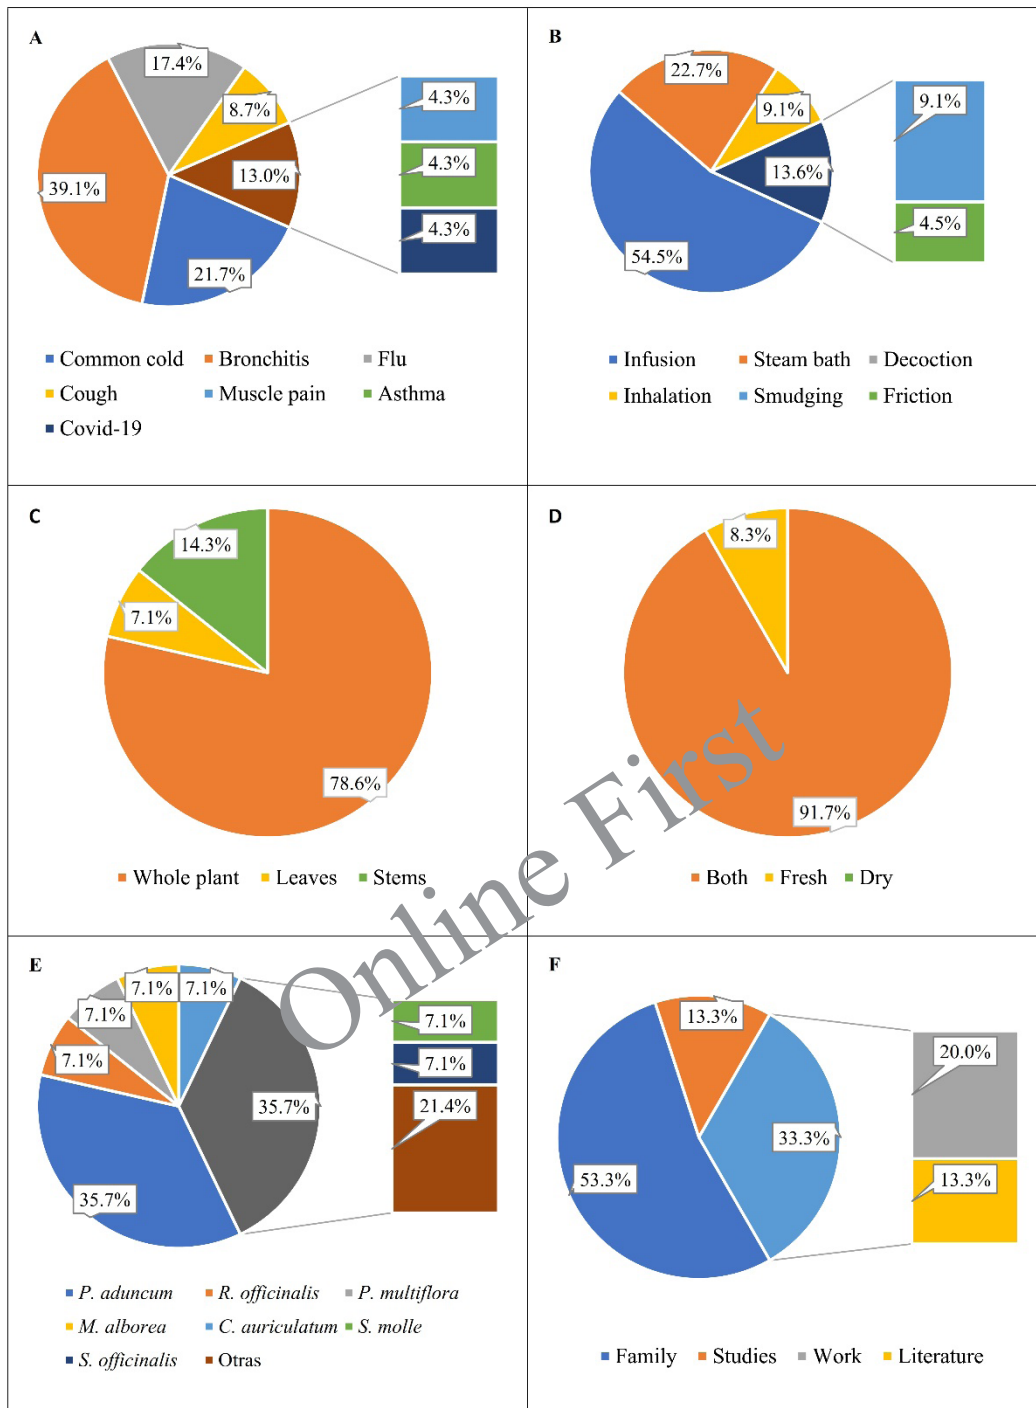 A
17.4%
8.7%
39.1%
13.0%
21.7%
4.3%
4.3%
4.3%
Common cold Bronchitis Flu
Cough Muscle pain Asthma
Covid-19
B
22.7%
9.1%
13.6%
54.5%
9.1%
4.5%
Infusion Steam bath Decoction
Inhalation Smudging Friction
C
14.3%
7.1%
78.6%
Whole plant Leaves Stems
D
8.3%
91.7%
Both Fresh Dry
E
7.1% 7.1%
7.1%
7.1%
35.7%
35.7%
7.1%
7.1%
21.4%
P. aduncum R. officinalis P. multiflora
M. alborea C. auriculatum S. molle
S. officinalis Otras
F
13.3%
33.3%
53.3%
20.0%
13.3%
Family Studies Work Literature
Online First